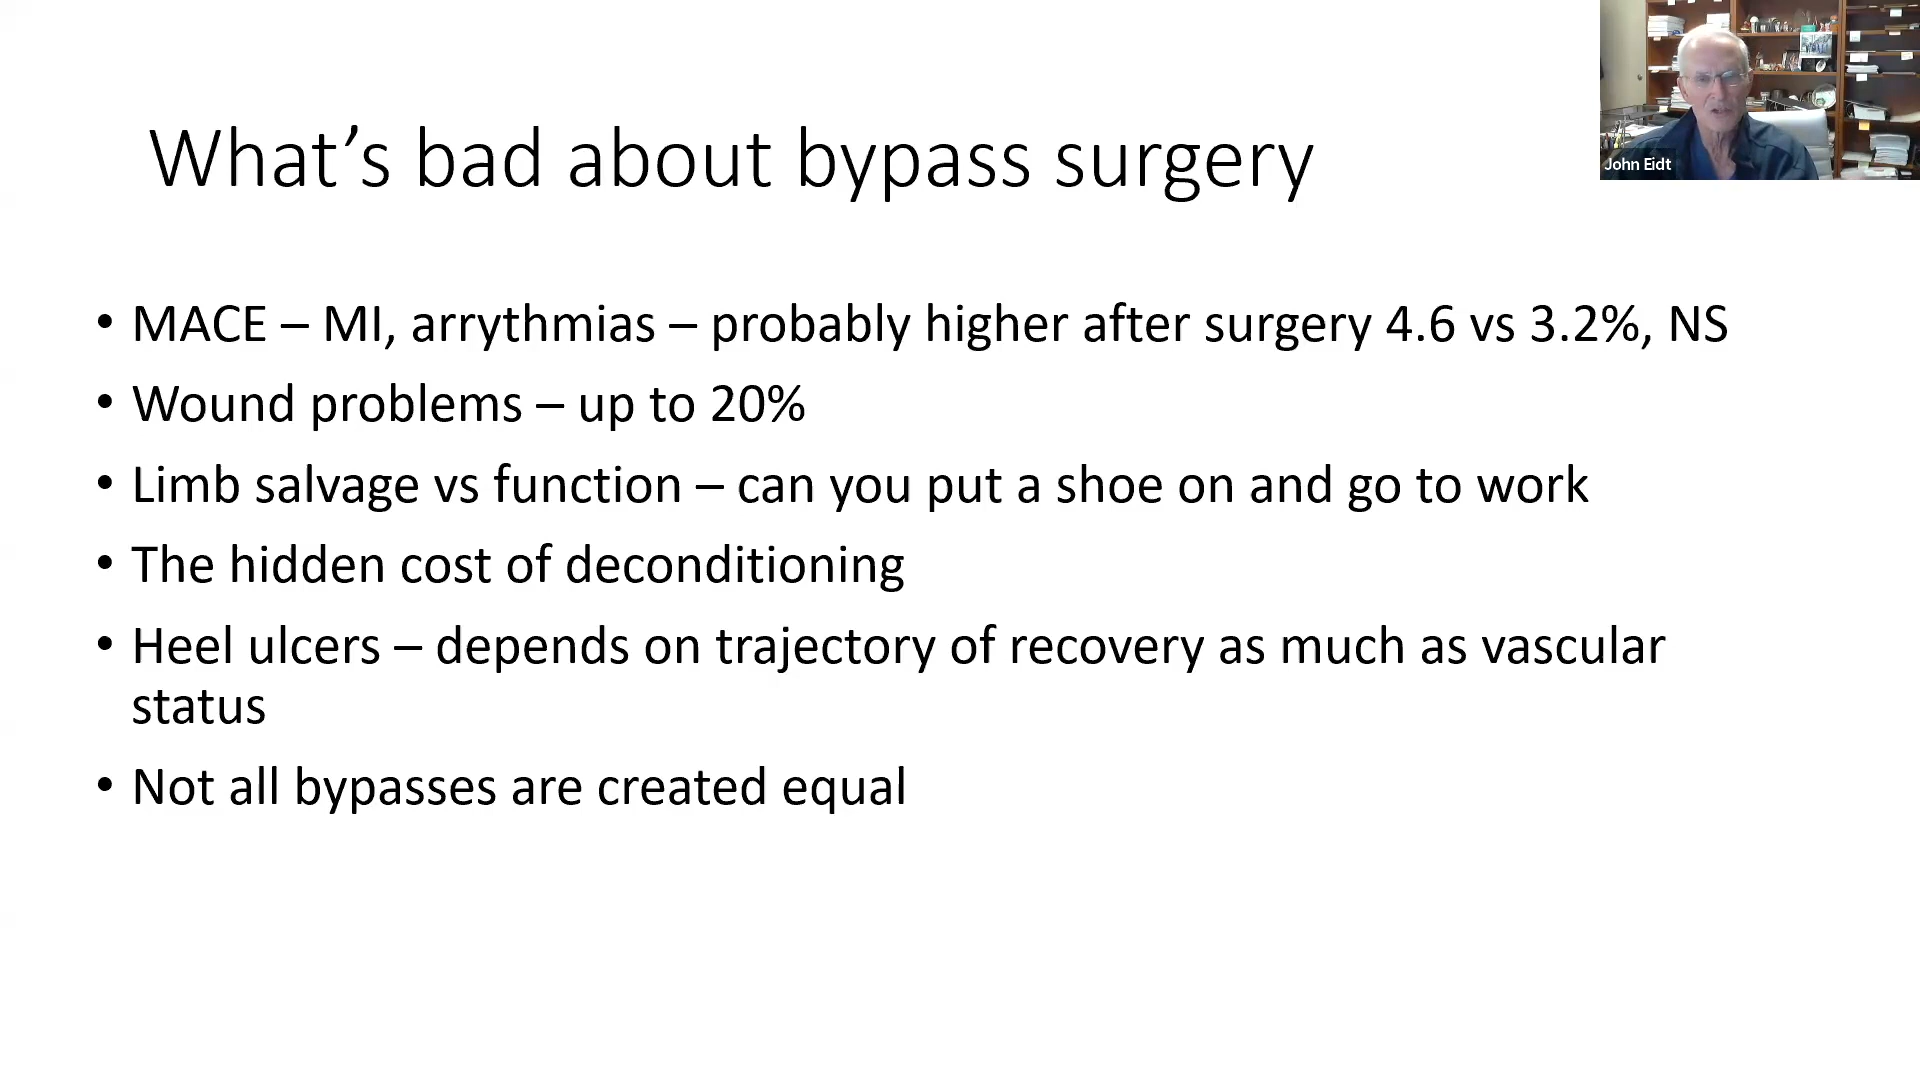 What's bad about bypass surgery
John Eidt
• MACE – MI, arrythmias – probably higher after surgery 4.6 vs 3.2%, NS
• Wound problems – up to 20%
• Limb salvage vs function – can you put a shoe on and go to work
• The hidden cost of deconditioning
• Heel ulcers – depends on trajectory of recovery as much as vascular
status
• Not all bypasses are created equal